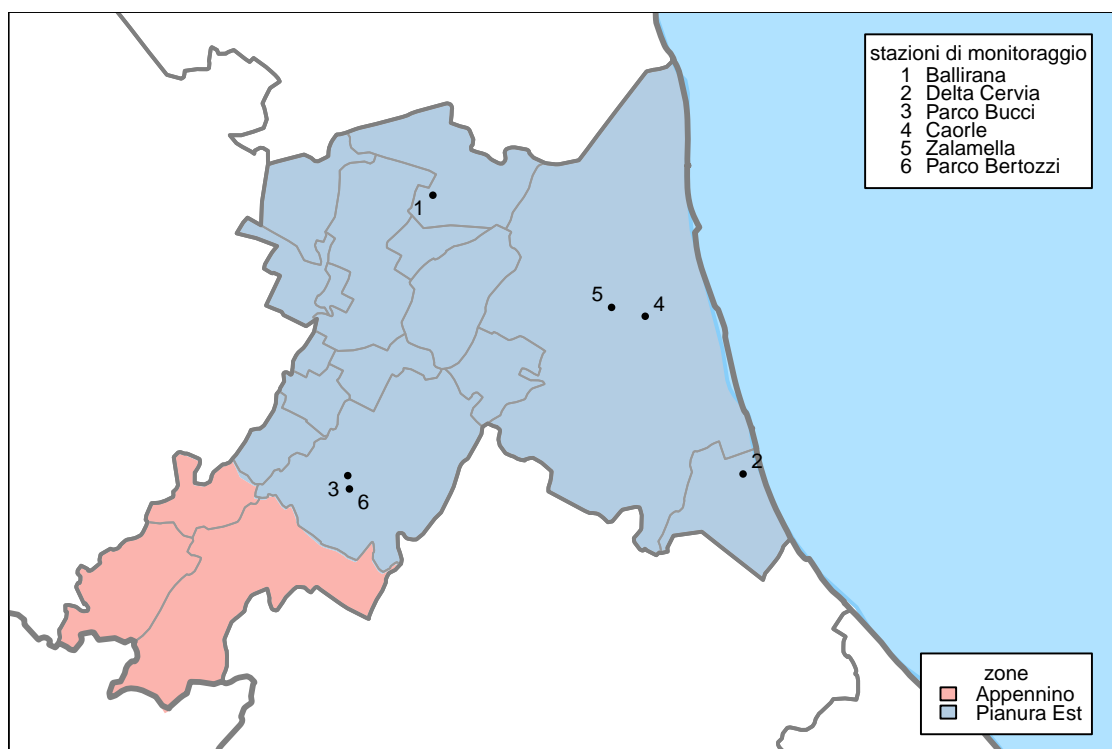 stazioni di monitoraggio
1 Ballirana
2 Delta Cervia
3 Parco Bucci
4 Caorle
5 Zalamella
6 Parco Bertozzi
1
5
4
2
3
6
zone
Appennino
Pianura Est